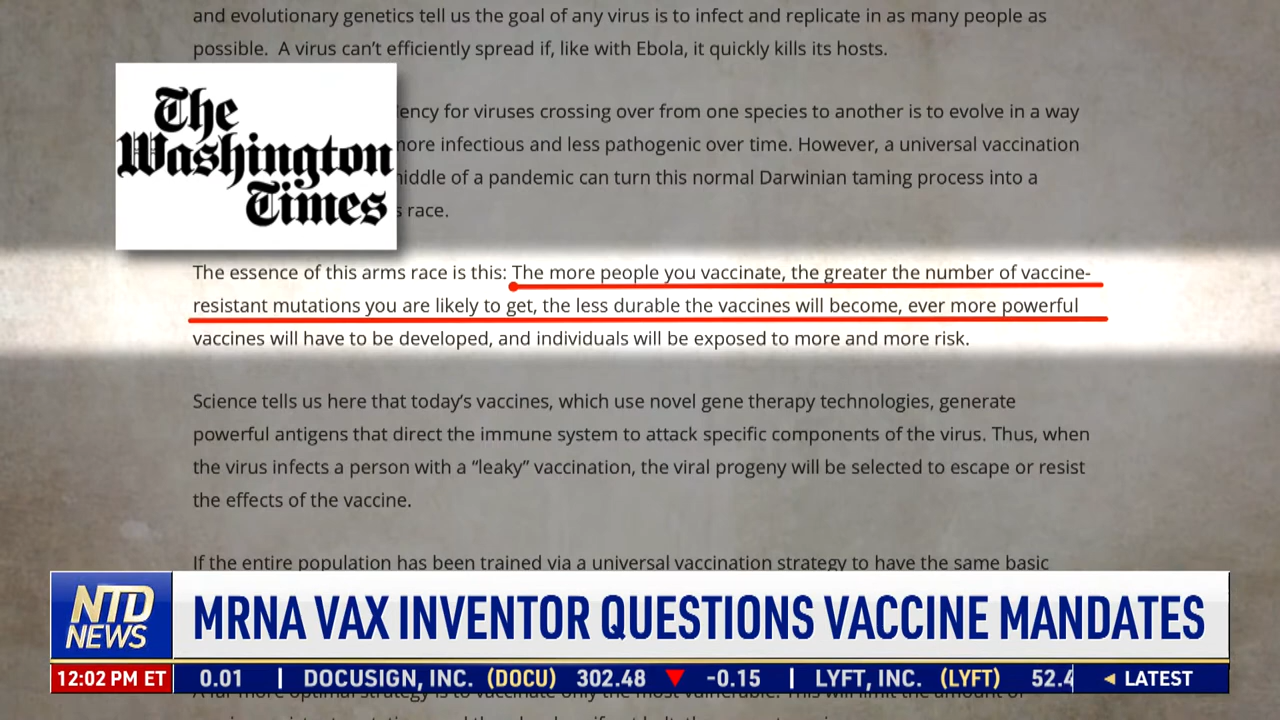 and evolutionary genetics tell us the goal of any virus is to infect and replicate in as many people as
possible. A virus can't efficiently spread if, like with Ebola, it quickly kills its hosts.
The
Washington
Times
for viruses crossing over from one species to another is to evolve in a way
more infectious and less pathogenic over time. However, a universal vaccination
of a pandemic can turn this normal Darwinian taming process into a
race.
The essence of this arms race is this: The more people you vaccinate, the greater the number of vaccine-
resistant mutations you are likely to get, the less durable the vaccines will become, ever more powerful
vaccines will have to be developed, and individuals will be exposed to more and more risk.
Science tells us here that today's vaccines, which use novel gene therapy technologies, generate
powerful antigens that direct the immune system to attack specific components of the virus. Thus, when
the virus infects a person with a “leaky” vaccination, the viral progeny will be selected to escape or resist
the effects of the vaccine.
If the entire population has been trained via a universal vaccination strategy to have the same basic
NTD
NEWS
MRNA VAX INVENTOR QUESTIONS VACCINE MANDATES
12:02 PM ET
0.01 | DOCUSIGN, INC. (DOCU) 302.48 ▼ -0.15 | LYFT, INC. (LYFT) 52.4
◄ LATEST